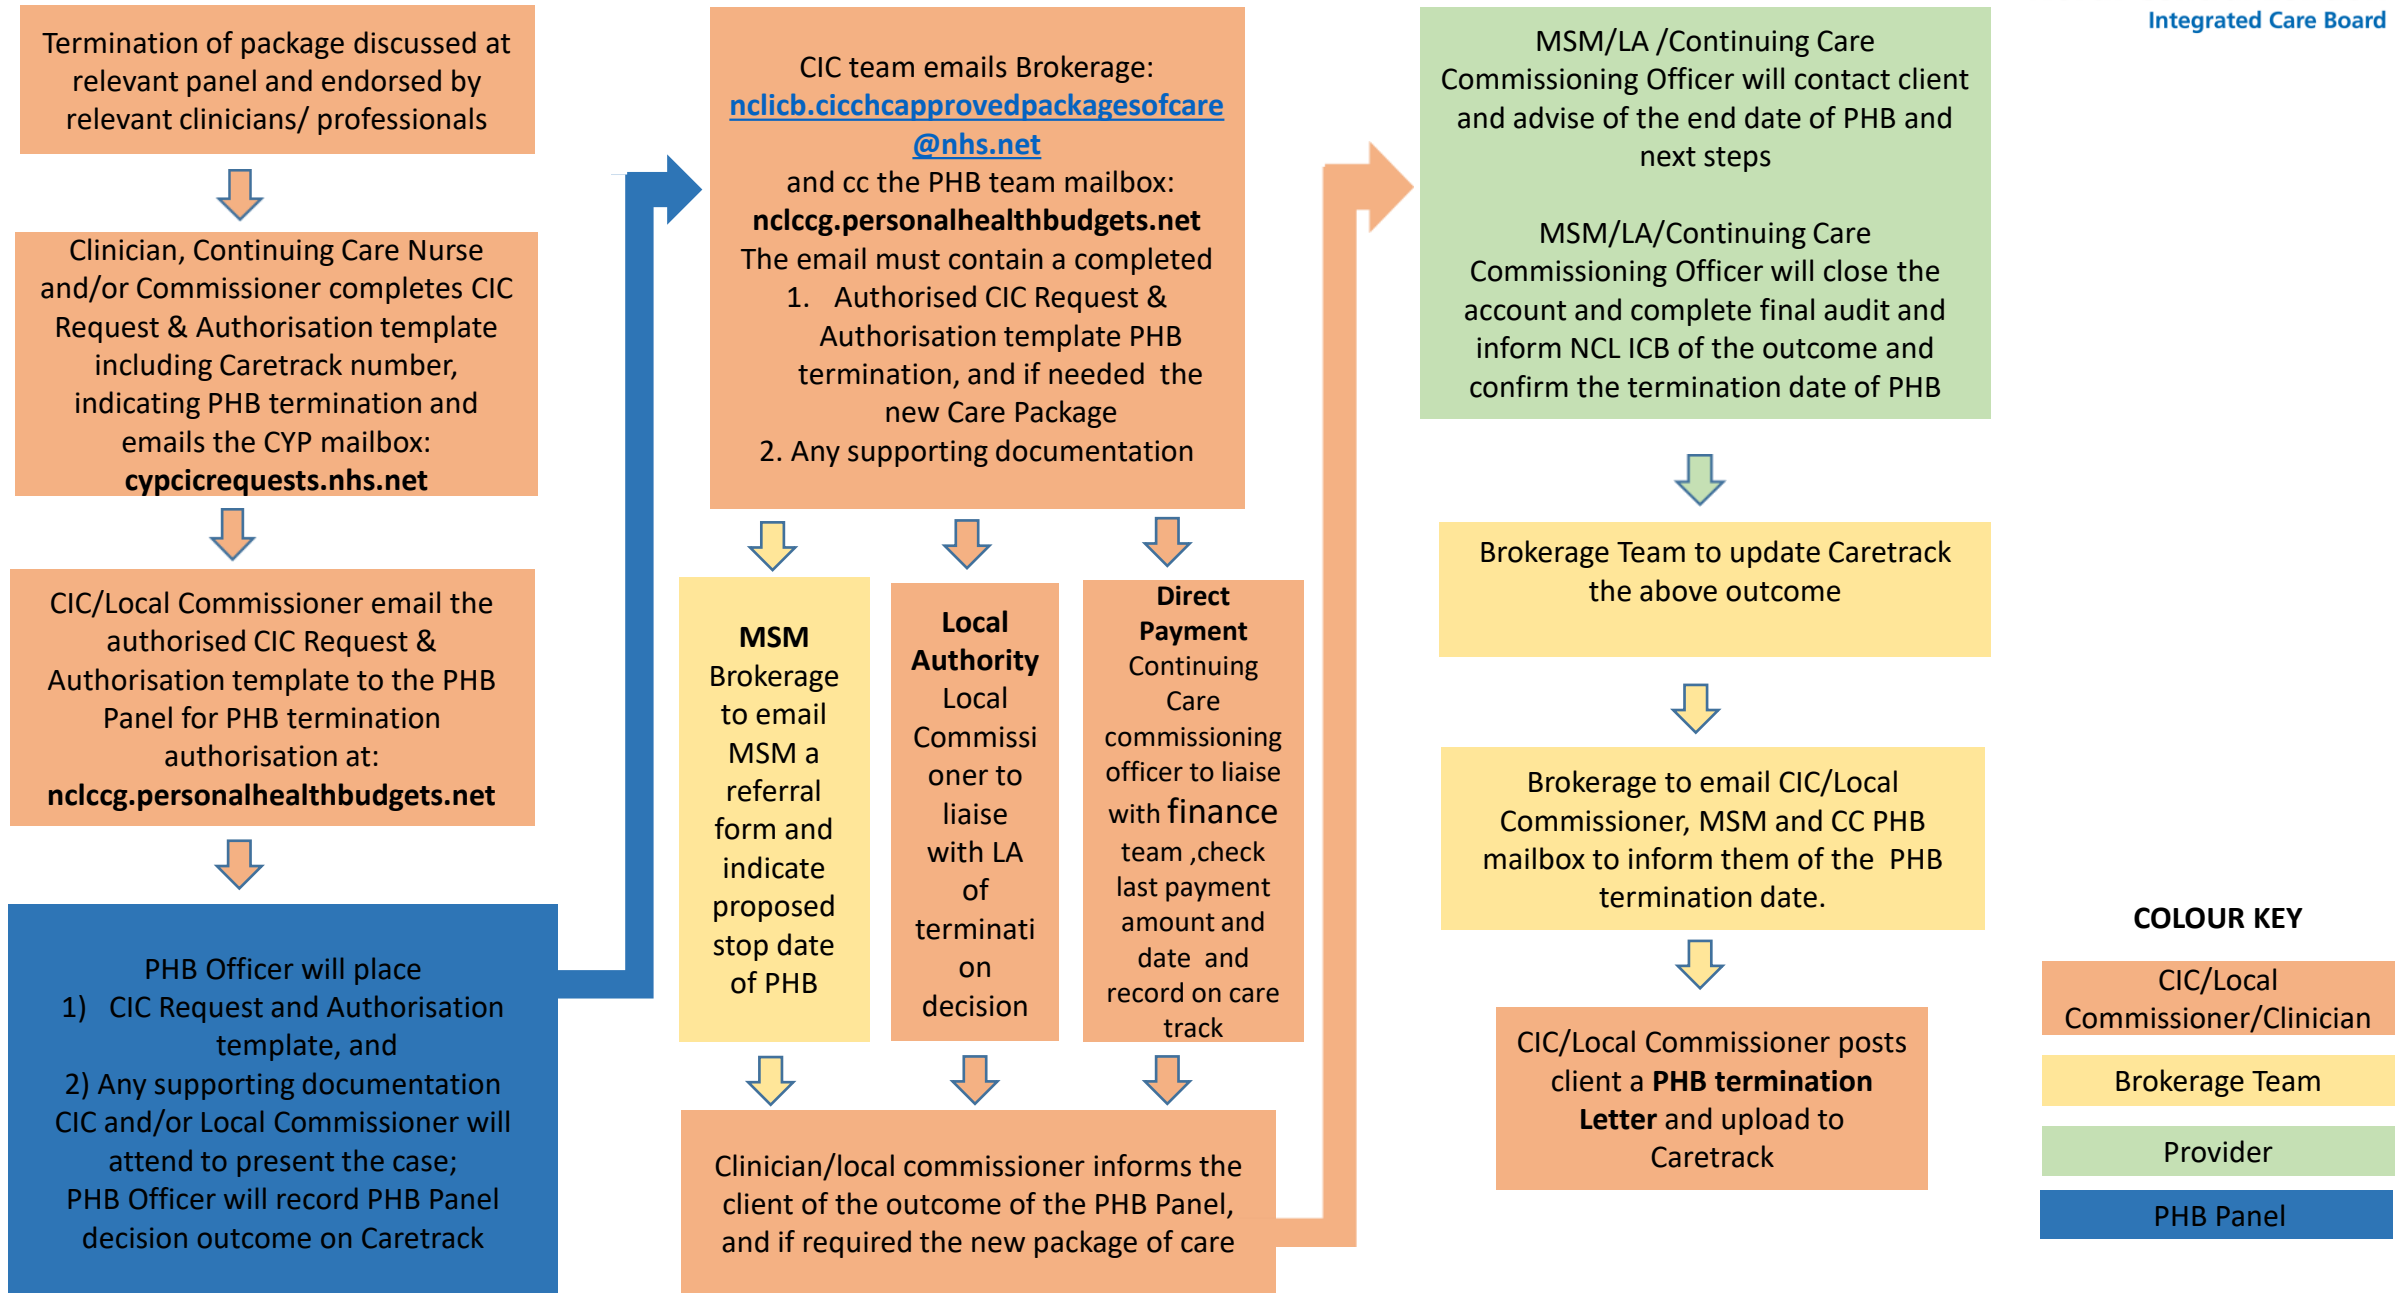 Integrated Care Board
Termination of package discussed at
relevant panel and endorsed by
relevant clinicians/ professionals
Clinician, Continuing Care Nurse
and/or Commissioner completes CIC
Request & Authorisation template
including Caretrack number,
indicating PHB termination and
emails the CYP mailbox:
cypcicrequests.nhs.net
CIC/Local Commissioner email the
authorised CIC Request &
Authorisation template to the PHB
Panel for PHB termination
authorisation at:
nclccg.personalhealthbudgets.net
PHB Officer will place
1) CIC Request and Authorisation
template, and
2) Any supporting documentation
CIC and/or Local Commissioner will
attend to present the case;
PHB Officer will record PHB Panel
decision outcome on Caretrack
CIC team emails Brokerage:
nclicb.cicchcapprovedpackagesofcare
@nhs.net
and cc the PHB team mailbox:
nclccg.personalhealthbudgets.net
The email must contain a completed
1. Authorised CIC Request &
Authorisation template PHB
termination, and if needed the
new Care Package
2. Any supporting documentation
MSM
Brokerage
to email
MSM a
referral
form and
indicate
proposed
stop date
of PHB
Local
Authority
Local
Commissi
oner to
liaise
with LA
of
terminati
on
decision
Direct
Payment
Continuing
Care
commissioning
officer to liaise
with finance
team ,check
last payment
amount and
date and
record on care
track
Clinician/local commissioner informs the
client of the outcome of the PHB Panel,
and if required the new package of care
MSM/LA /Continuing Care
Commissioning Officer will contact client
and advise of the end date of PHB and
next steps
MSM/LA/Continuing Care
Commissioning Officer will close the
account and complete final audit and
inform NCL ICB of the outcome and
confirm the termination date of PHB
Brokerage Team to update Caretrack
the above outcome
Brokerage to email CIC/Local
Commissioner, MSM and CC PHB
mailbox to inform them of the PHB
termination date.
CIC/Local Commissioner posts
client a PHB termination
Letter and upload to
Caretrack
COLOUR KEY
CIC/Local
Commissioner/Clinician
Brokerage Team
Provider
PHB Panel